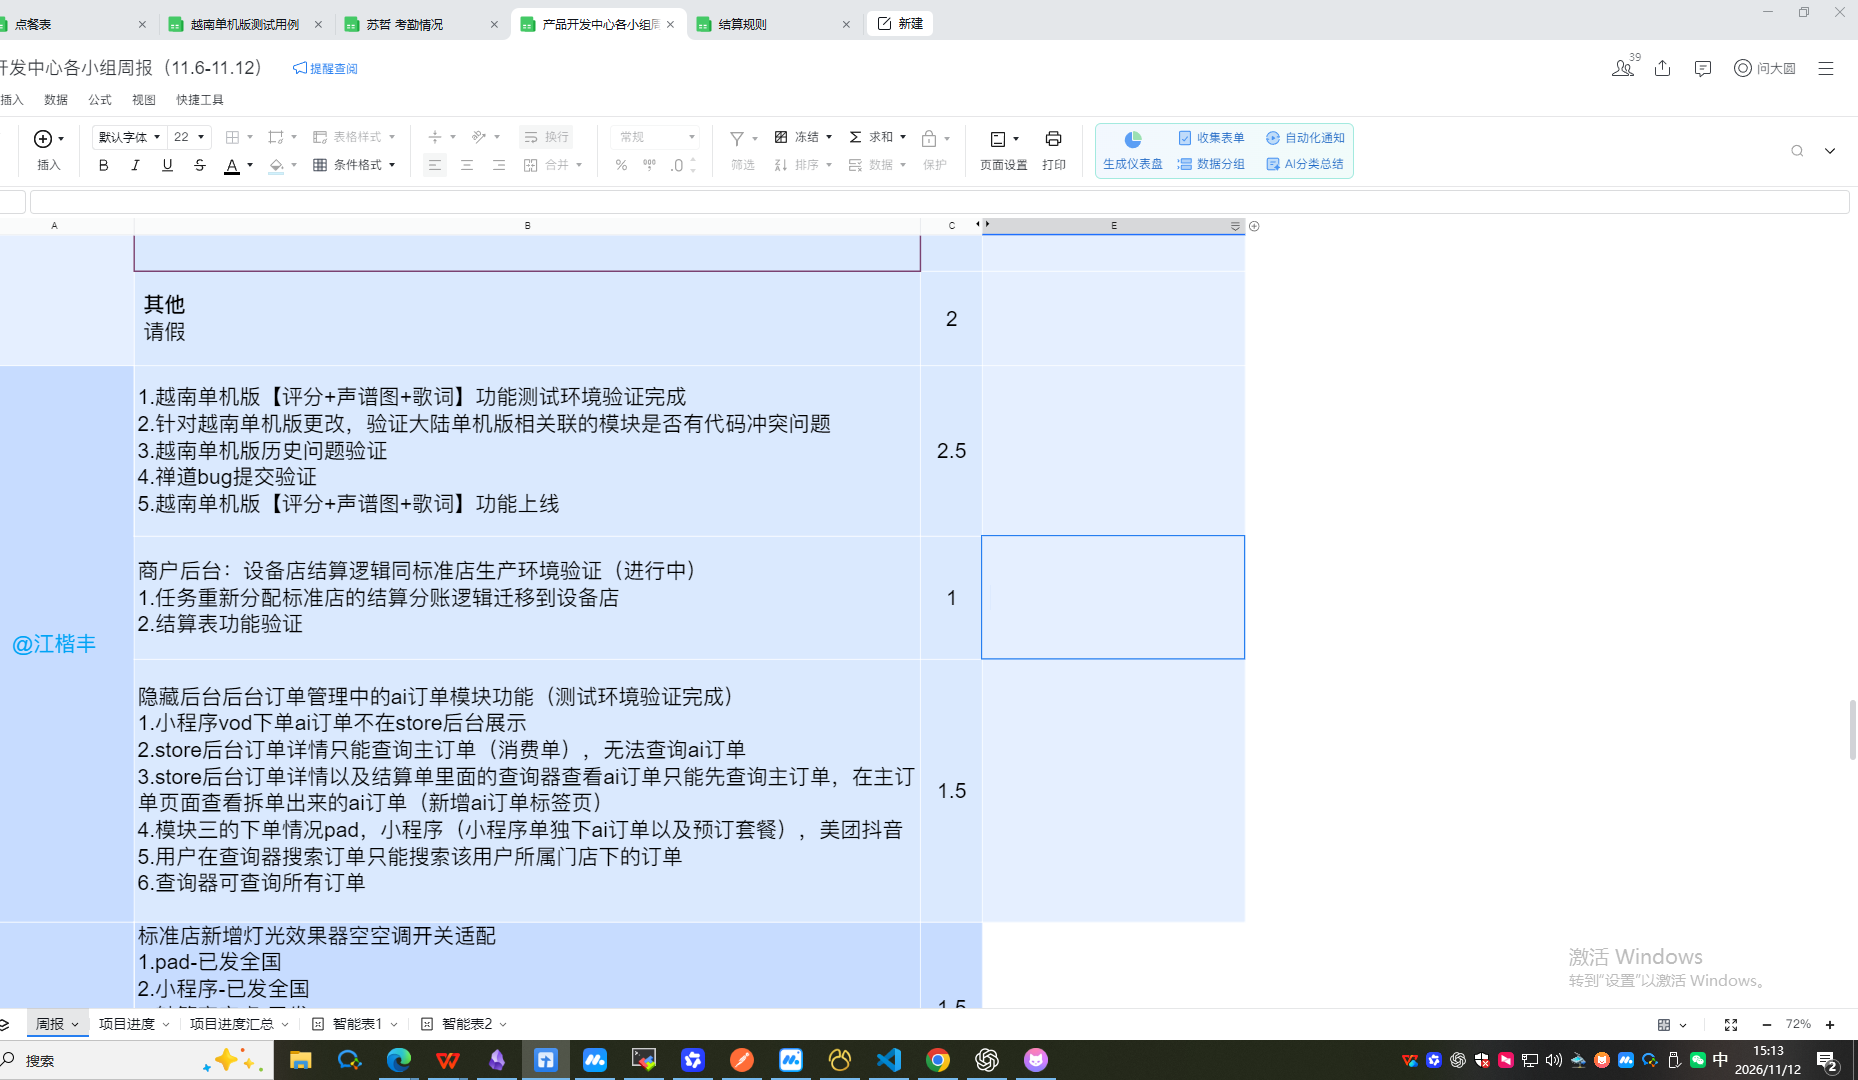 点餐表
越南单机版测试用例
苏哲 考勤情况
产品开发中心各小组周
结算规则
新建
开发中心各小组周报（11.6-11.12）
提醒查阅
39
问大圆
插入
数据
公式
视图
快捷工具
默认字体
22
表格样式
换行
常规
冻结
求和
收集表单
自动化通知
插入
B
I
U
S
A
条件格式
合并
%
.0
筛选
排序
数据
保护
页面设置
打印
生成仪表盘
数据分组
AI分类总结
A
B
C
E
其他
请假
2
1.越南单机版【评分+声谱图+歌词】功能测试环境验证完成
2.针对越南单机版更改，验证大陆单机版相关联的模块是否有代码冲突问题
3.越南单机版历史问题验证
4.禅道bug提交验证
5.越南单机版【评分+声谱图+歌词】功能上线
2.5
商户后台：设备店结算逻辑同标准店生产环境验证（进行中）
1.任务重新分配标准店的结算分账逻辑迁移到设备店
2.结算表功能验证
1
@江楷丰
隐藏后台后台订单管理中的ai订单模块功能（测试环境验证完成）
1.小程序vod下单ai订单不在store后台展示
2.store后台订单详情只能查询主订单（消费单），无法查询ai订单
3.store后台订单详情以及结算单里面的查询器查看ai订单只能先查询主订单，在主订
单页面查看拆单出来的ai订单（新增ai订单标签页）
4.模块三的下单情况pad，小程序（小程序单独下ai订单以及预订套餐），美团抖音
5.用户在查询器搜索订单只能搜索该用户所属门店下的订单
6.查询器可查询所有订单
1.5
标准店新增灯光效果器空空调开关适配
1.pad-已发全国
2.小程序-已发全国
1.5
激活 Windows
转到“设置”以激活 Windows。
周报
项目进度
项目进度汇总
智能表1
智能表2
72%
搜索
中
15:13
2026/11/12
2